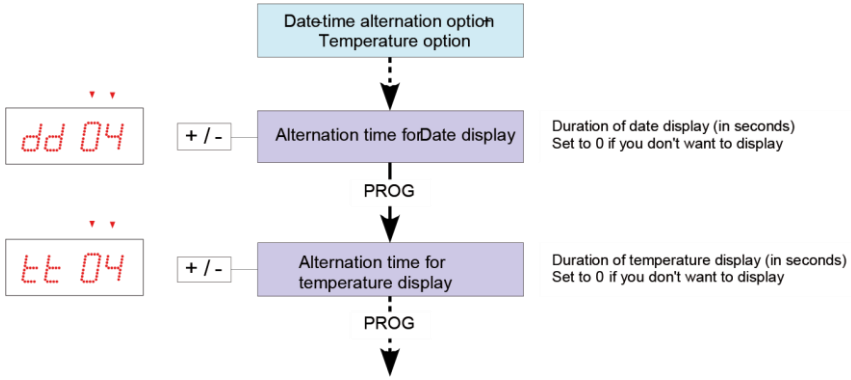 Date-time alternation option+
Temperature option
dd 04
+ / -
Alternation time for Date display
Duration of date display (in seconds)
Set to 0 if you don't want to display
PROG
tt 04
+ / -
Alternation time for
temperature display
Duration of temperature display (in seconds)
Set to 0 if you don't want to display
PROG